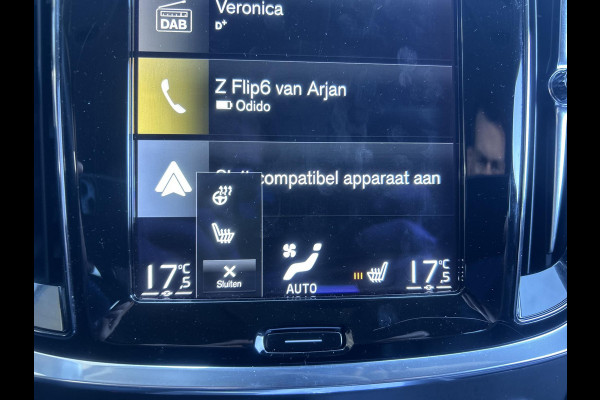 Veronica
DAB
D+
Z Flip6 van Arjan
Odido
compatibel apparaat aan
17,5 °C
Sluiten
AUTO
17,5 °C